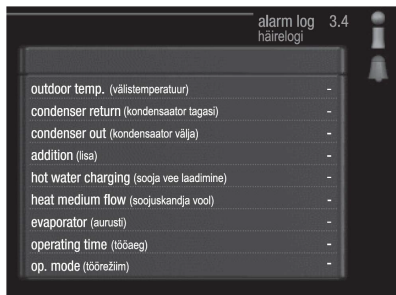 alarm log 3.4
häirelogi
outdoor temp. (välistemperatuur) -
condenser return (kondensaator tagasi) -
condenser out (kondensaator välja) -
addition (lisa) -
hot water charging (sooja vee laadimine) -
heat medium flow (soojuskandja vool) -
evaporator (aurusti) -
operating time (tööaeg) -
op. mode (töörežiim) -